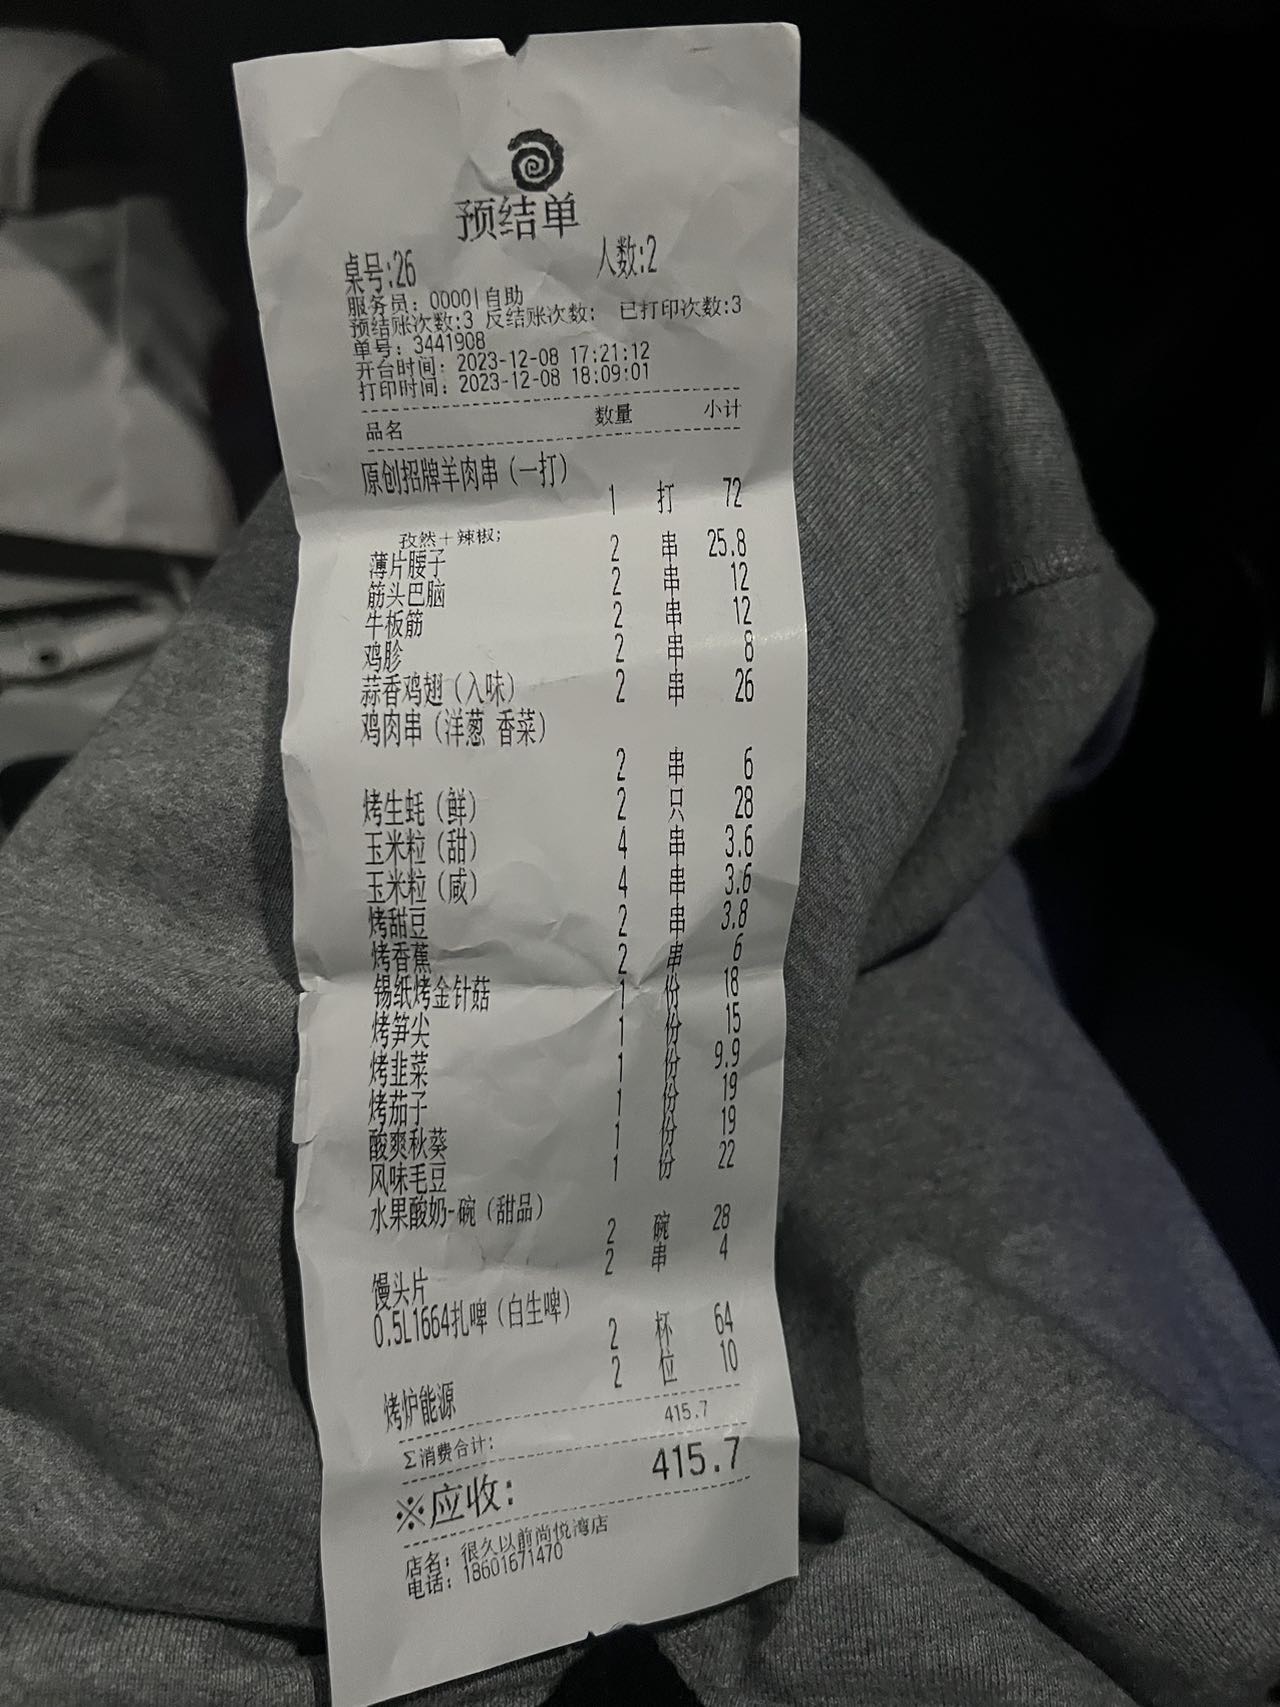 预结单
桌号:26 人数:2
服务员: 0000|自助
预结账次数:3 反结账次数: 已打印次数:3
单号: 3441908
开台时间: 2023-12-08 17:21:12
打印时间: 2023-12-08 18:09:01
品名 数量 小计
原创招牌羊肉串(一打)
1 打 72
孜然+辣椒;
薄片腰子 2 串 25.8
筋头巴脑 2 串 12
牛板筋 2 串 12
鸡胗 2 串 8
蒜香鸡翅(入味) 2 串 26
鸡肉串(洋葱 香菜)
2 串 6
烤生蚝(鲜) 2 只 28
玉米粒(甜) 4 串 3.6
玉米粒(咸) 4 串 3.6
烤甜豆 2 串 3.8
烤香蕉 2 串 6
锡纸烤金针菇 1 份 18
烤笋尖 1 份 15
烤韭菜 1 份 9.9
烤茄子 1 份 19
酸爽秋葵 1 份 19
风味毛豆 1 份 22
水果酸奶-碗(甜品)
2 碗 28
馒头片 2 串 4
0.5L1664扎啤(白生啤)
2 杯 64
烤炉能源 2 位 10
Σ消费合计: 415.7
※应收: 415.7
店名: 很久以前尚悦湾店
电话: 18601671470